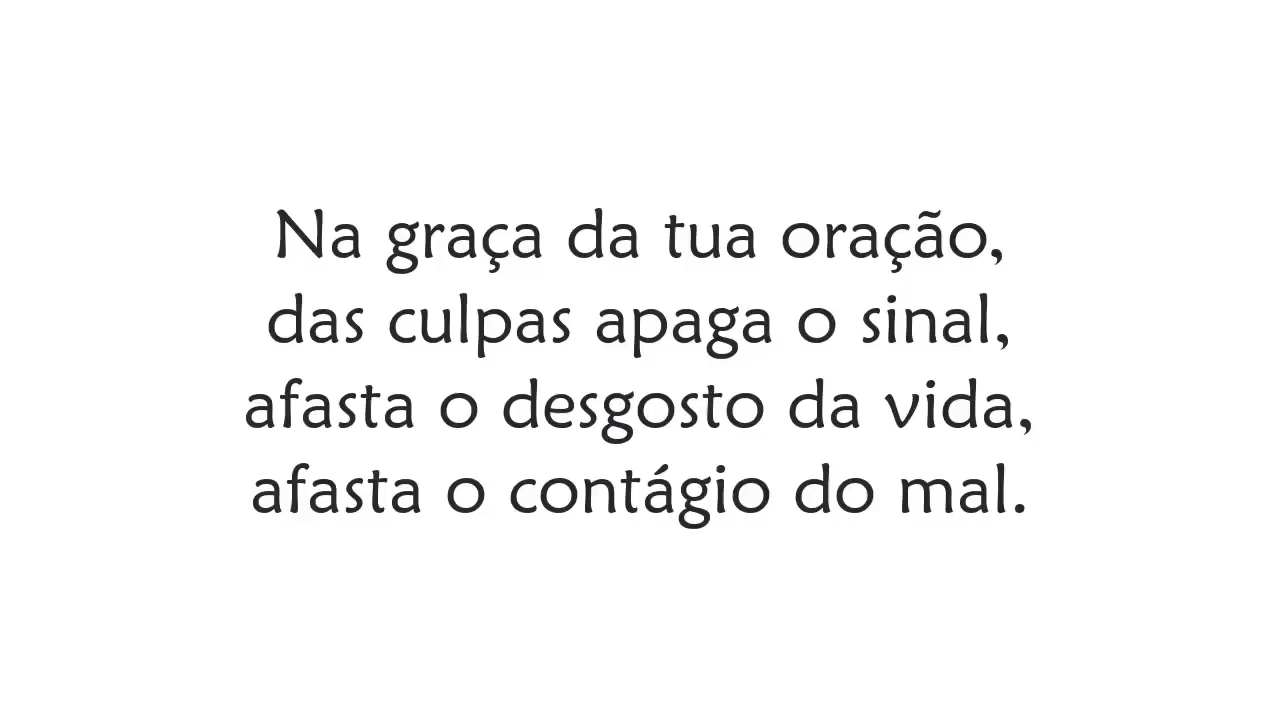 Na graça da tua oração,
das culpas apaga o sinal,
afasta o desgosto da vida,
afasta o contágio do mal.